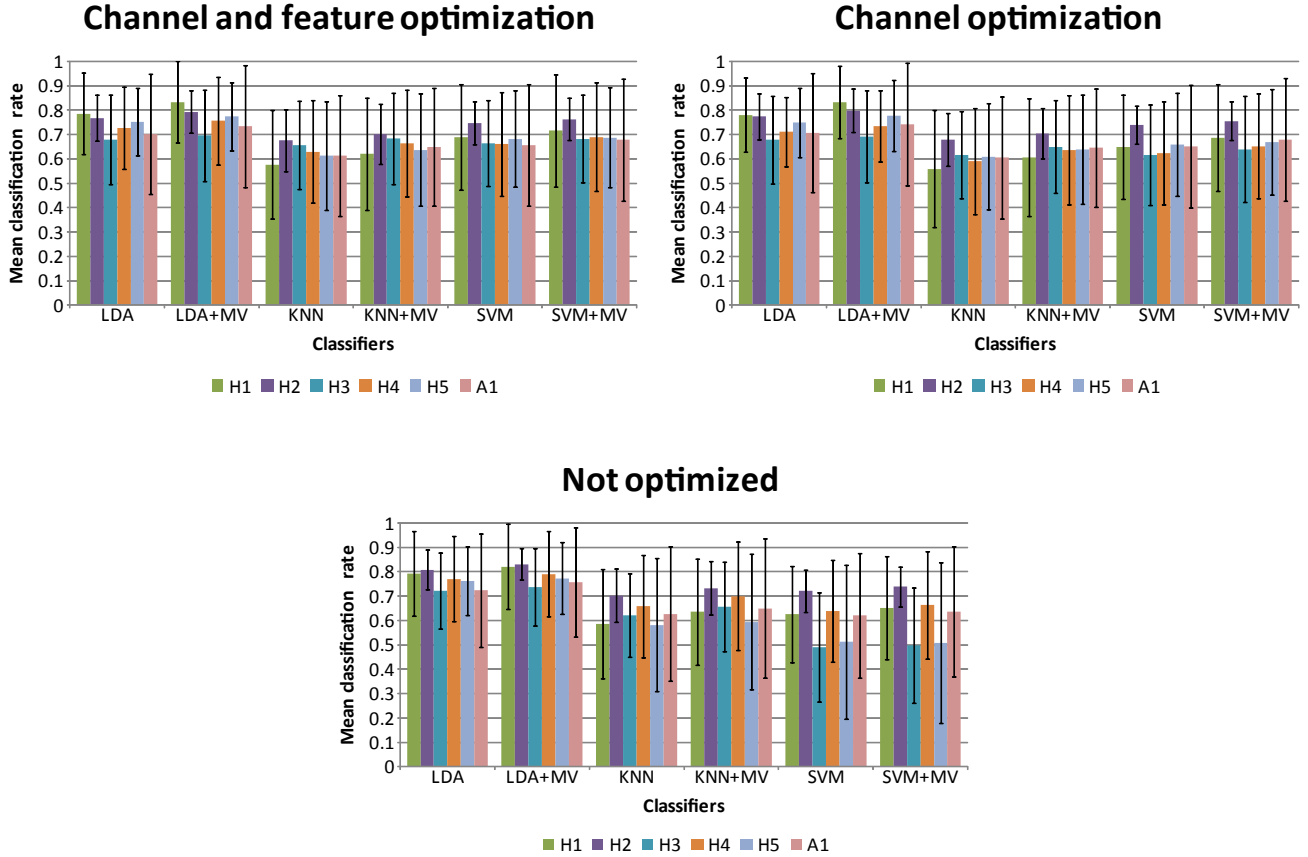 Channel and feature optimization
Mean classification rate
1
0.9
0.8
0.7
0.6
0.5
0.4
0.3
0.2
0.1
0
LDA LDA+MV KNN KNN+MV SVM SVM+MV
Classifiers
H1 H2 H3 H4 H5 A1
Channel optimization
Mean classification rate
1
0.9
0.8
0.7
0.6
0.5
0.4
0.3
0.2
0.1
0
LDA LDA+MV KNN KNN+MV SVM SVM+MV
Classifiers
H1 H2 H3 H4 H5 A1
Not optimized
Mean classification rate
1
0.9
0.8
0.7
0.6
0.5
0.4
0.3
0.2
0.1
0
LDA LDA+MV KNN KNN+MV SVM SVM+MV
Classifiers
H1 H2 H3 H4 H5 A1